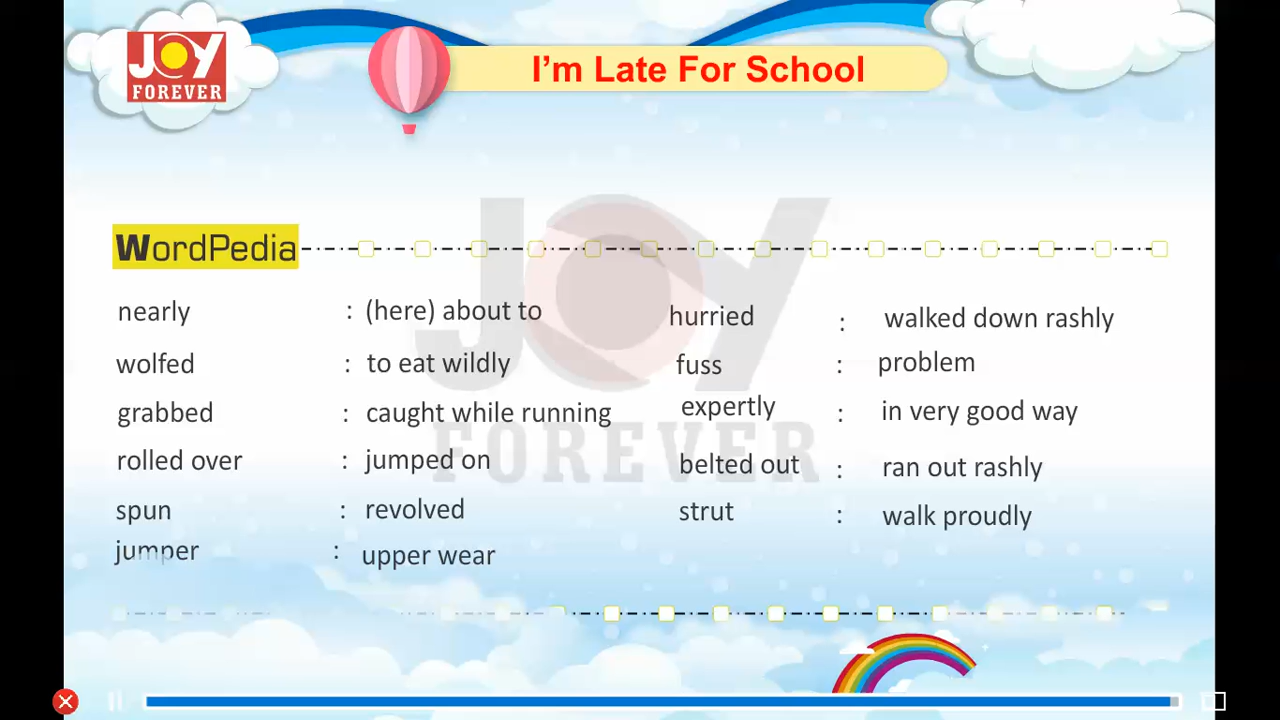 JOY
FOREVER
I'm Late For School
WordPedia
nearly : (here) about to
wolfed : to eat wildly
grabbed : caught while running
rolled over : jumped on
spun : revolved
jumper : upper wear
hurried : walked down rashly
fuss : problem
expertly : in very good way
belted out : ran out rashly
strut : walk proudly
JOY
FOREVER